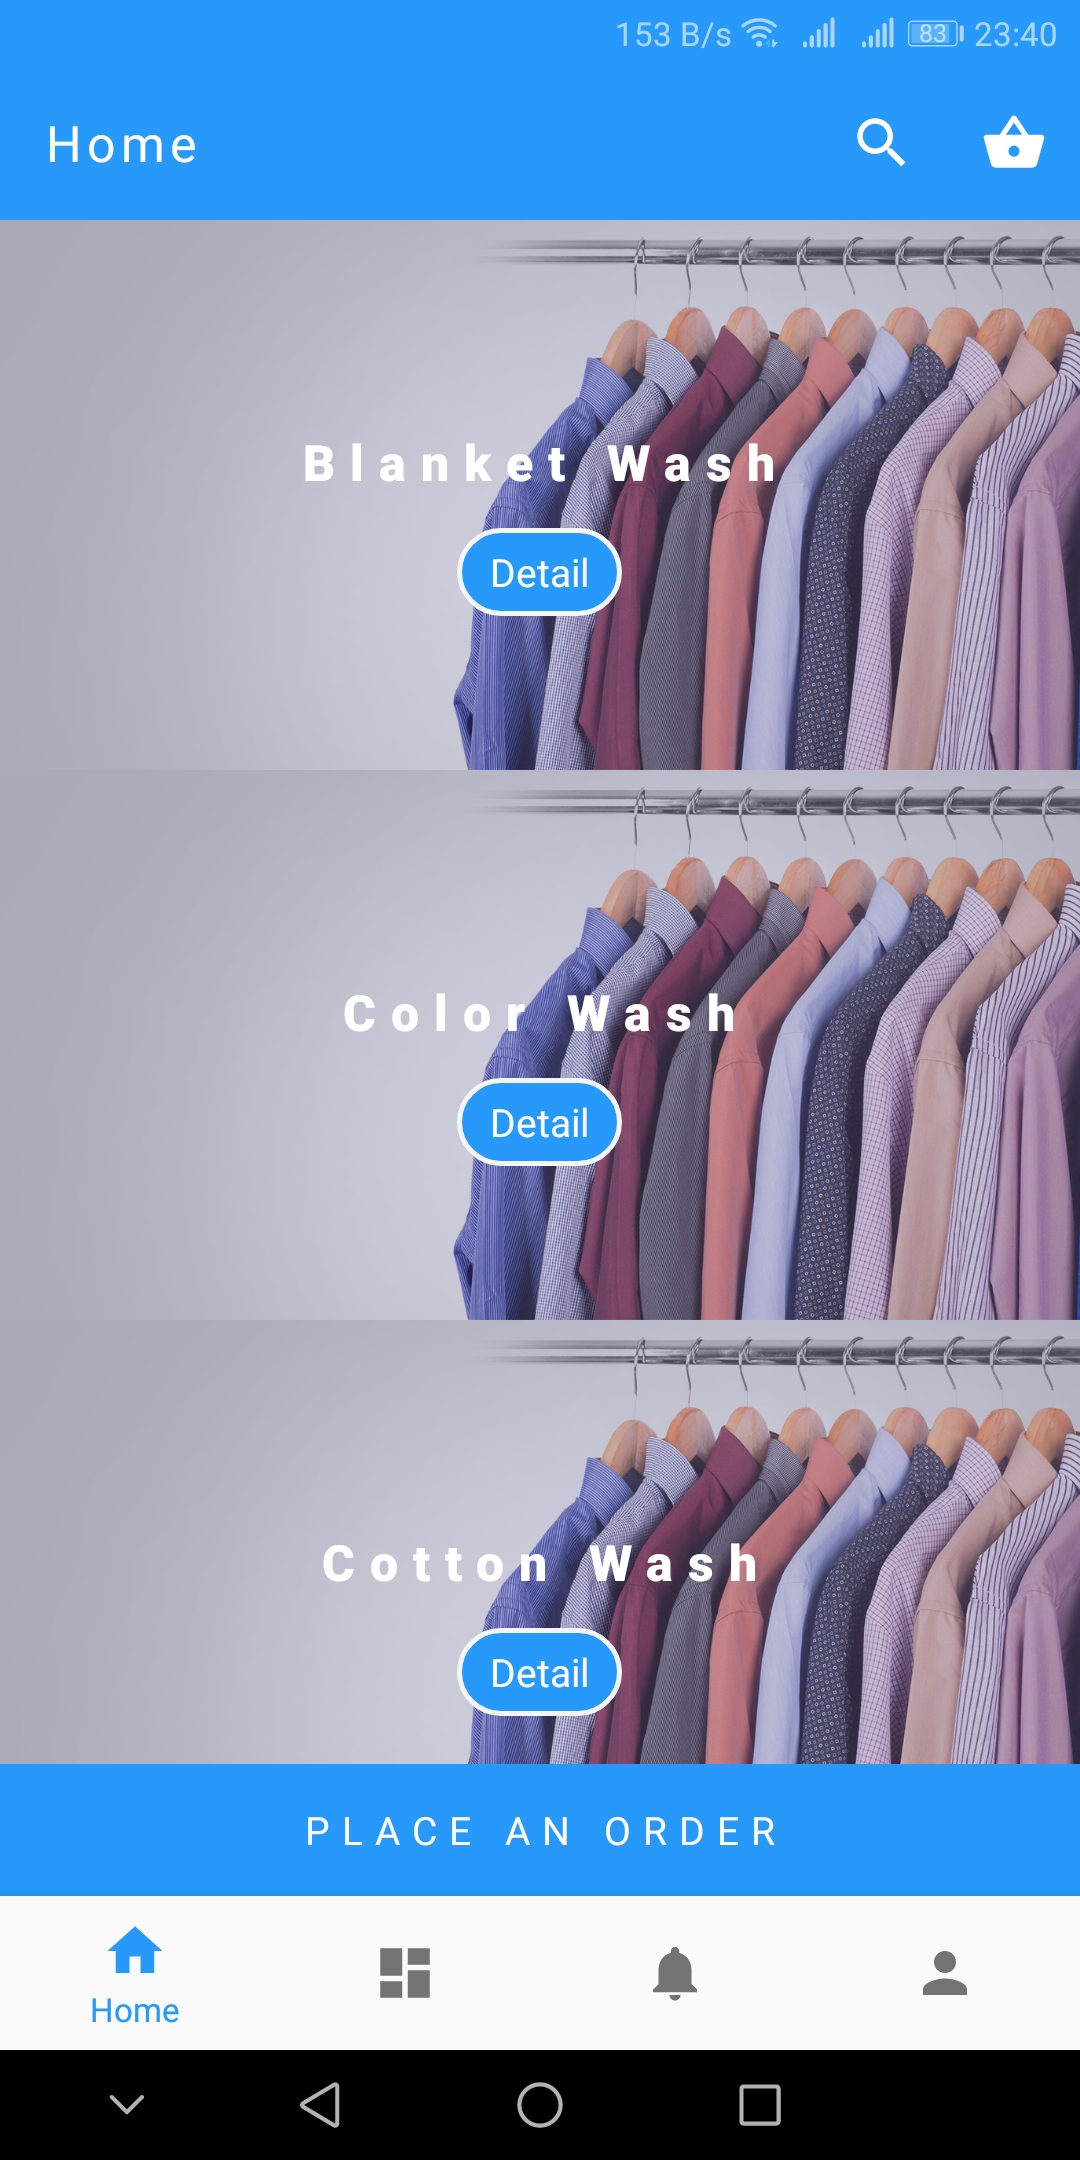 153 B/s 83 23:40
Home
Blanket Wash
Detail
Color Wash
Detail
Cotton Wash
Detail
PLACE AN ORDER
Home